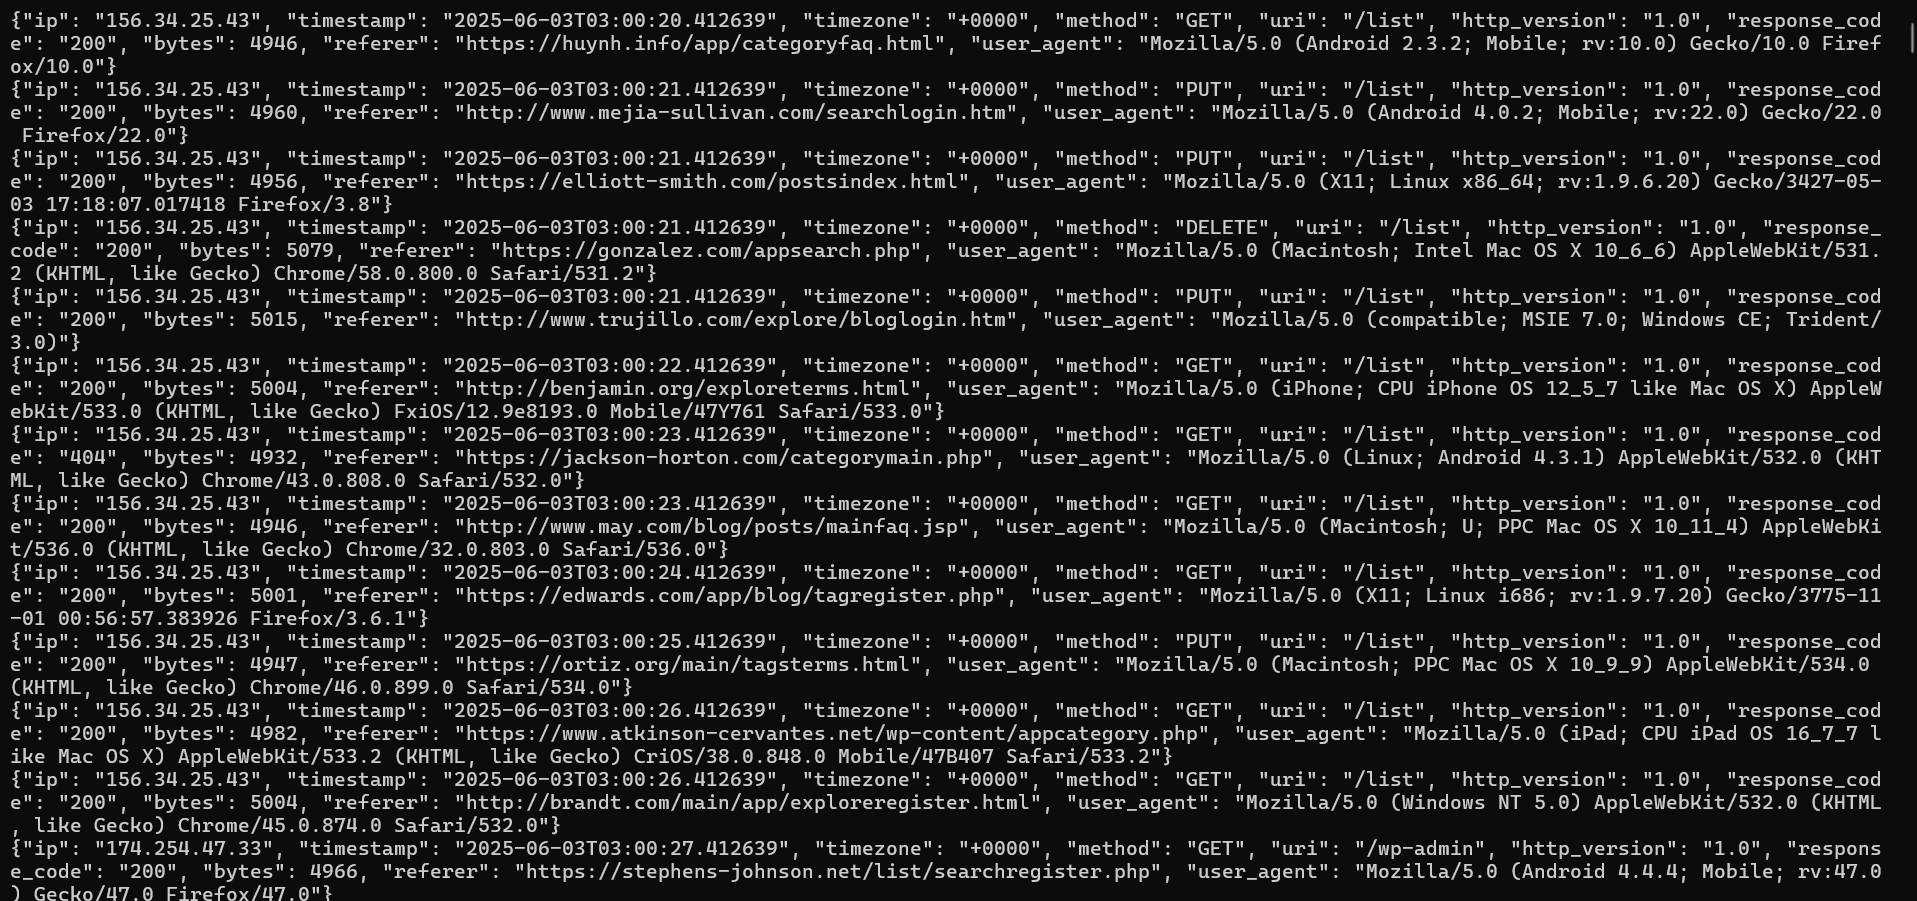 {"ip": "156.34.25.43", "timestamp": "2025-06-03T03:00:20.412639", "timezone": "+0000", "method": "GET", "uri": "/list", "http_version": "1.0", "response_cod
e": "200", "bytes": 4946, "referer": "https://huynh.info/app/categoryfaq.html", "user_agent": "Mozilla/5.0 (Android 2.3.2; Mobile; rv:10.0) Gecko/10.0 Firef
ox/10.0"}
{"ip": "156.34.25.43", "timestamp": "2025-06-03T03:00:21.412639", "timezone": "+0000", "method": "PUT", "uri": "/list", "http_version": "1.0", "response_cod
e": "200", "bytes": 4960, "referer": "http://www.mejia-sullivan.com/searchlogin.htm", "user_agent": "Mozilla/5.0 (Android 4.0.2; Mobile; rv:22.0) Gecko/22.0
 Firefox/22.0"}
{"ip": "156.34.25.43", "timestamp": "2025-06-03T03:00:21.412639", "timezone": "+0000", "method": "PUT", "uri": "/list", "http_version": "1.0", "response_cod
e": "200", "bytes": 4956, "referer": "https://elliott-smith.com/postsindex.html", "user_agent": "Mozilla/5.0 (X11; Linux x86_64; rv:1.9.6.20) Gecko/3427-05-
03 17:18:07.017418 Firefox/3.8"}
{"ip": "156.34.25.43", "timestamp": "2025-06-03T03:00:21.412639", "timezone": "+0000", "method": "DELETE", "uri": "/list", "http_version": "1.0", "response_
code": "200", "bytes": 5079, "referer": "https://gonzalez.com/appsearch.php", "user_agent": "Mozilla/5.0 (Macintosh; Intel Mac OS X 10_6_6) AppleWebKit/531.
2 (KHTML, like Gecko) Chrome/58.0.800.0 Safari/531.2"}
{"ip": "156.34.25.43", "timestamp": "2025-06-03T03:00:21.412639", "timezone": "+0000", "method": "PUT", "uri": "/list", "http_version": "1.0", "response_cod
e": "200", "bytes": 5015, "referer": "http://www.trujillo.com/explore/bloglogin.htm", "user_agent": "Mozilla/5.0 (compatible; MSIE 7.0; Windows CE; Trident/
3.0)"}
{"ip": "156.34.25.43", "timestamp": "2025-06-03T03:00:22.412639", "timezone": "+0000", "method": "GET", "uri": "/list", "http_version": "1.0", "response_cod
e": "200", "bytes": 5004, "referer": "http://benjamin.org/exploreterms.html", "user_agent": "Mozilla/5.0 (iPhone; CPU iPhone OS 12_5_7 like Mac OS X) AppleW
ebKit/533.0 (KHTML, like Gecko) FxiOS/12.9e8193.0 Mobile/47Y761 Safari/533.0"}
{"ip": "156.34.25.43", "timestamp": "2025-06-03T03:00:23.412639", "timezone": "+0000", "method": "GET", "uri": "/list", "http_version": "1.0", "response_cod
e": "404", "bytes": 4932, "referer": "https://jackson-horton.com/categorymain.php", "user_agent": "Mozilla/5.0 (Linux; Android 4.3.1) AppleWebKit/532.0 (KHT
ML, like Gecko) Chrome/43.0.808.0 Safari/532.0"}
{"ip": "156.34.25.43", "timestamp": "2025-06-03T03:00:23.412639", "timezone": "+0000", "method": "GET", "uri": "/list", "http_version": "1.0", "response_cod
e": "200", "bytes": 4946, "referer": "http://www.may.com/blog/posts/mainfaq.jsp", "user_agent": "Mozilla/5.0 (Macintosh; U; PPC Mac OS X 10_11_4) AppleWebKi
t/536.0 (KHTML, like Gecko) Chrome/32.0.803.0 Safari/536.0"}
{"ip": "156.34.25.43", "timestamp": "2025-06-03T03:00:24.412639", "timezone": "+0000", "method": "GET", "uri": "/list", "http_version": "1.0", "response_cod
e": "200", "bytes": 5001, "referer": "https://edwards.com/app/blog/tagregister.php", "user_agent": "Mozilla/5.0 (X11; Linux i686; rv:1.9.7.20) Gecko/3775-11
-01 00:56:57.383926 Firefox/3.6.1"}
{"ip": "156.34.25.43", "timestamp": "2025-06-03T03:00:25.412639", "timezone": "+0000", "method": "PUT", "uri": "/list", "http_version": "1.0", "response_cod
e": "200", "bytes": 4947, "referer": "https://ortiz.org/main/tagsterms.html", "user_agent": "Mozilla/5.0 (Macintosh; PPC Mac OS X 10_9_9) AppleWebKit/534.0
(KHTML, like Gecko) Chrome/46.0.899.0 Safari/534.0"}
{"ip": "156.34.25.43", "timestamp": "2025-06-03T03:00:26.412639", "timezone": "+0000", "method": "GET", "uri": "/list", "http_version": "1.0", "response_cod
e": "200", "bytes": 4982, "referer": "https://www.atkinson-cervantes.net/wp-content/appcategory.php", "user_agent": "Mozilla/5.0 (iPad; CPU iPad OS 16_7_7 l
ike Mac OS X) AppleWebKit/533.2 (KHTML, like Gecko) CriOS/38.0.848.0 Mobile/47B407 Safari/533.2"}
{"ip": "156.34.25.43", "timestamp": "2025-06-03T03:00:26.412639", "timezone": "+0000", "method": "GET", "uri": "/list", "http_version": "1.0", "response_cod
e": "200", "bytes": 5004, "referer": "http://brandt.com/main/app/exploreregister.html", "user_agent": "Mozilla/5.0 (Windows NT 5.0) AppleWebKit/532.0 (KHTML
, like Gecko) Chrome/45.0.874.0 Safari/532.0"}
{"ip": "174.254.47.33", "timestamp": "2025-06-03T03:00:27.412639", "timezone": "+0000", "method": "GET", "uri": "/wp-admin", "http_version": "1.0", "respons
e_code": "200", "bytes": 4966, "referer": "https://stephens-johnson.net/list/searchregister.php", "user_agent": "Mozilla/5.0 (Android 4.4.4; Mobile; rv:47.0
) Gecko/47.0 Firefox/47.0"}